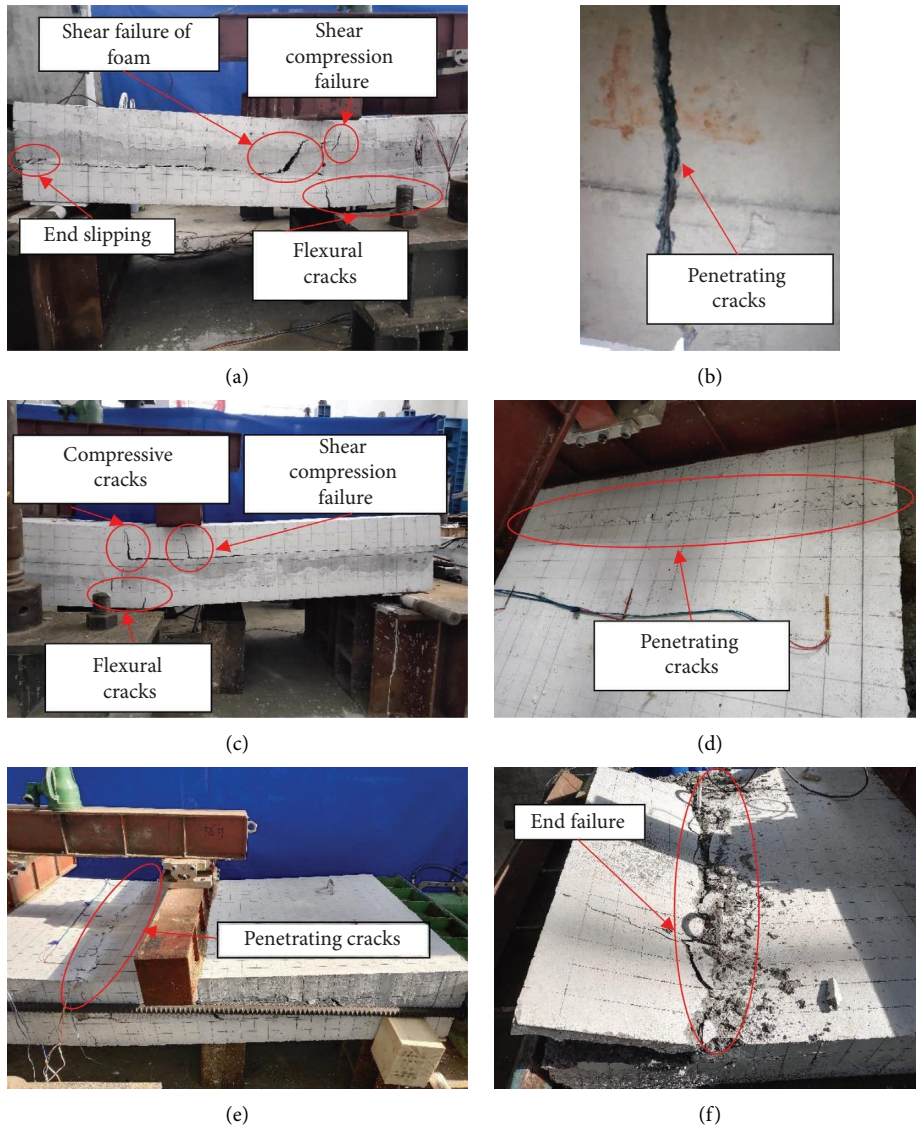 Shear failure of
foam
Shear
compression
failure
End slipping
Flexural
cracks
Penetrating
cracks
(a)
(b)
Compressive
cracks
Shear
compression
failure
Flexural
cracks
Penetrating
cracks
(c)
(d)
Penetrating cracks
End failure
(e)
(f)